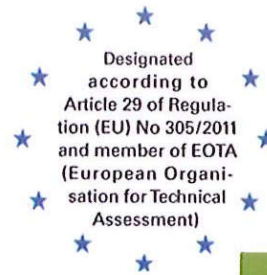 Designated
according to
Article 29 of Regula-
tion (EU) No 305/2011
and member of EOTA
(European Organi-
sation for Technical
Assessment)